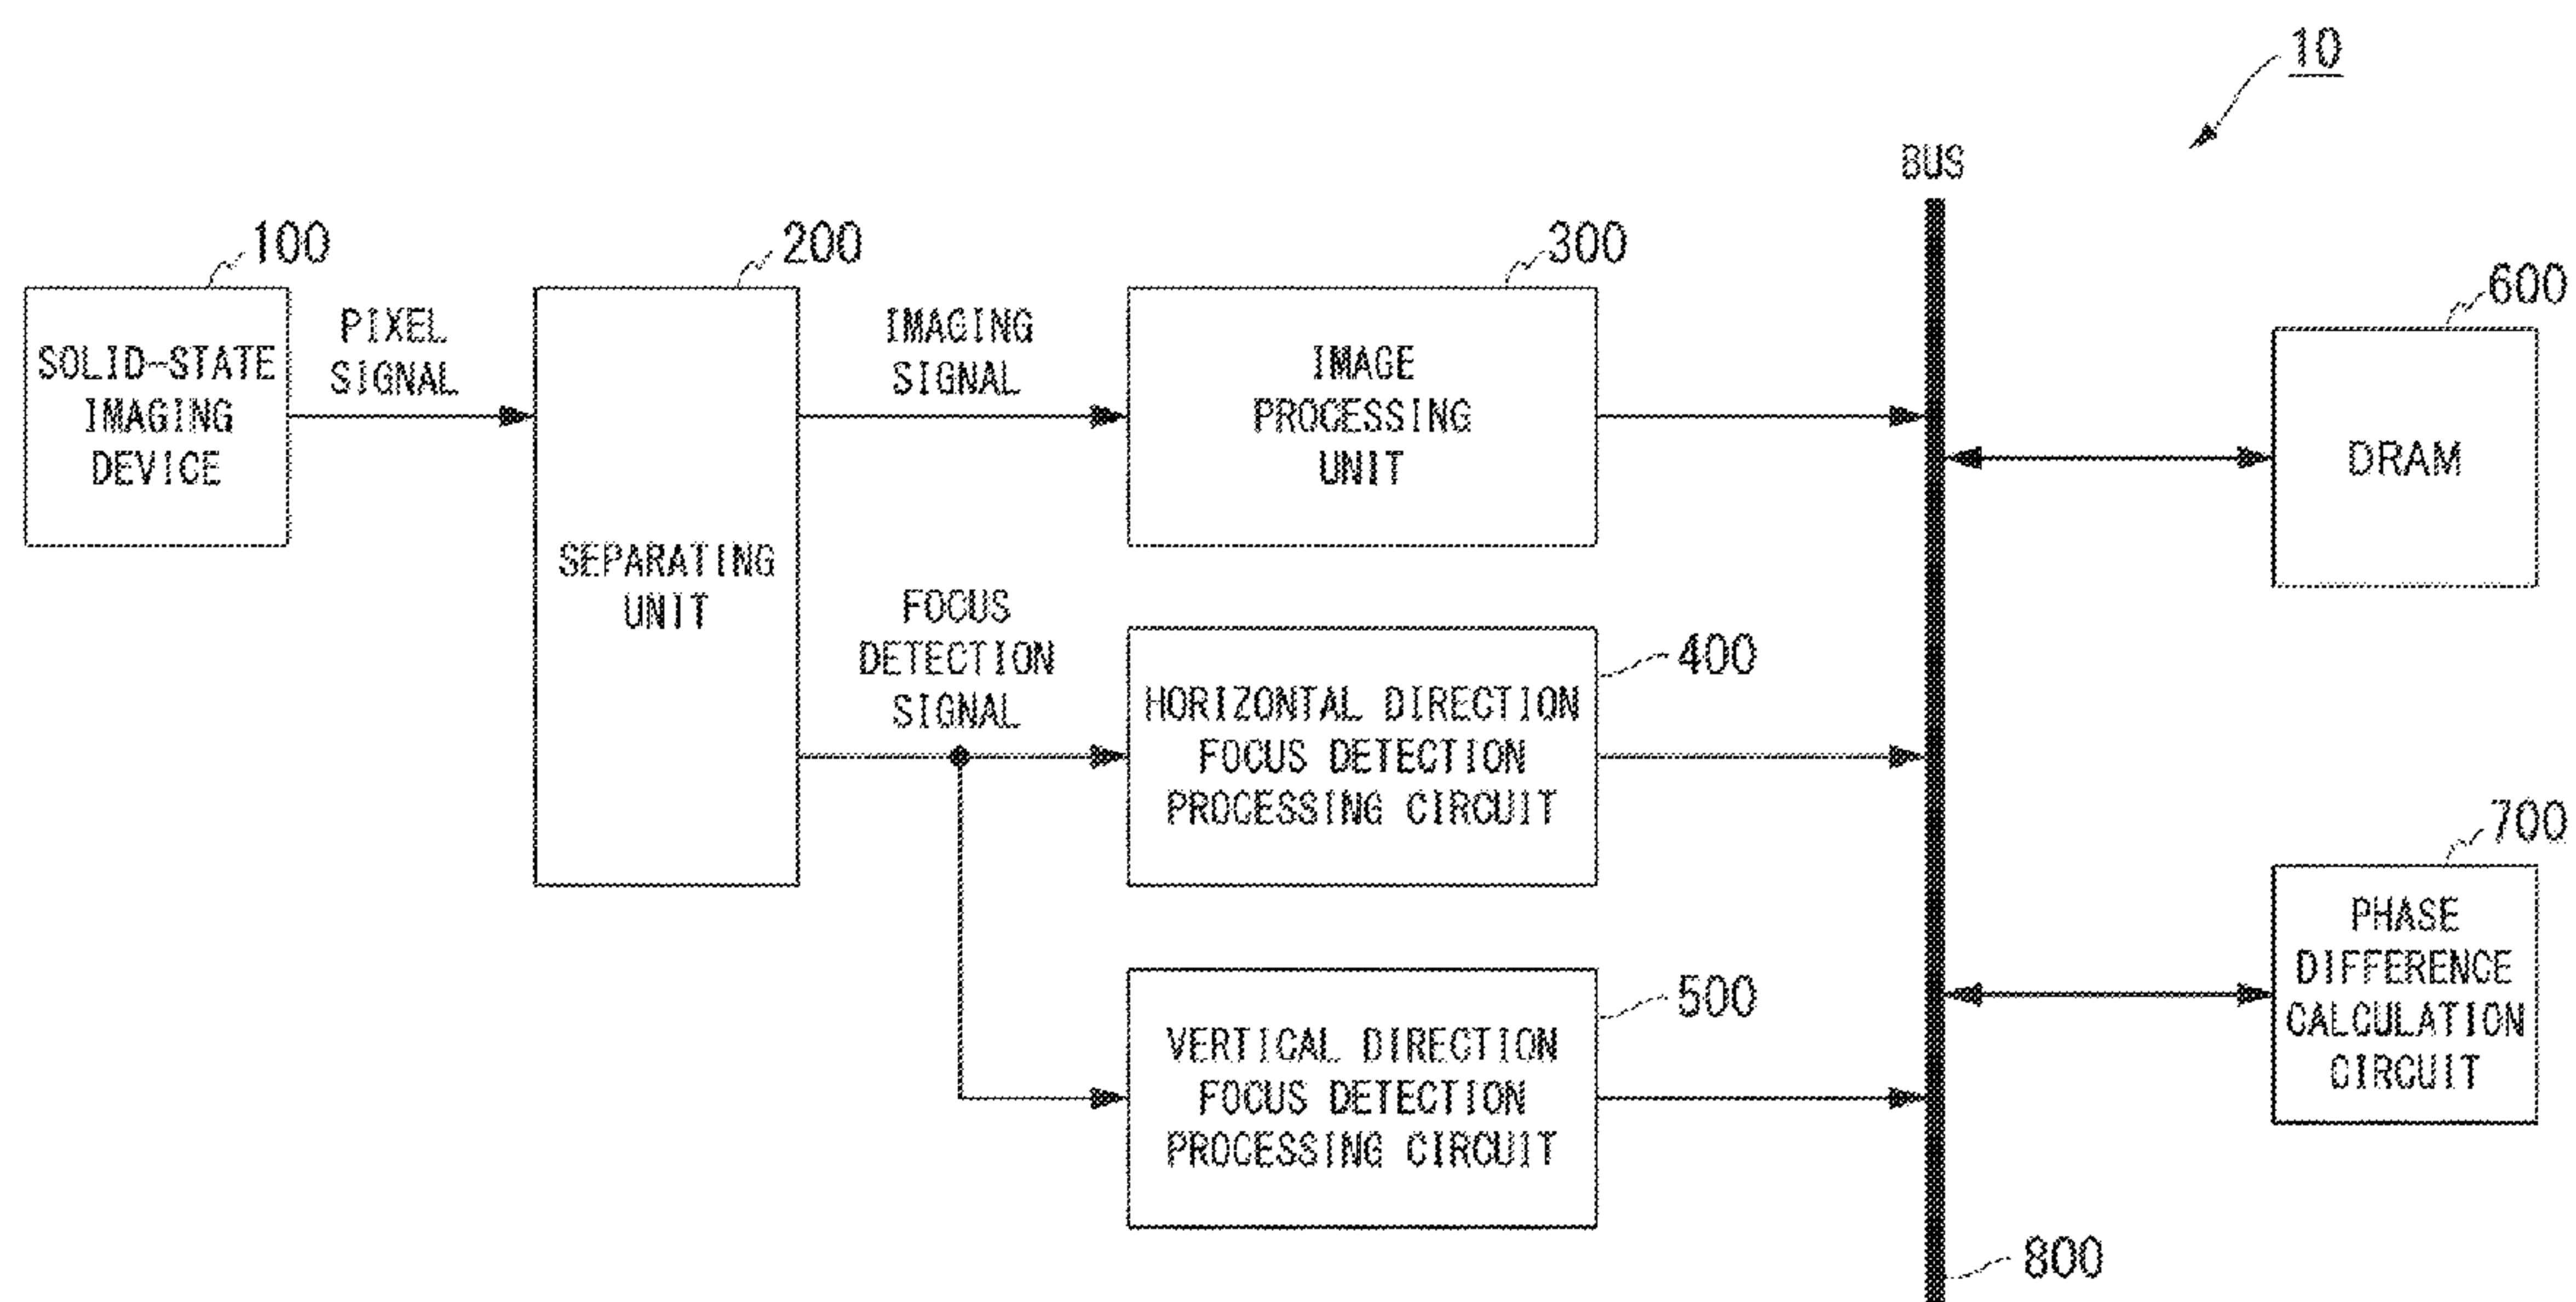 10
BUS
100
200
300
600
SOLID-STATE
IMAGING
DEVICE
PIXEL
SIGNAL
SEPARATING
UNIT
IMAGING
SIGNAL
IMAGE
PROCESSING
UNIT
DRAM
FOCUS
DETECTION
SIGNAL
400
HORIZONTAL DIRECTION
FOCUS DETECTION
PROCESSING CIRCUIT
700
PHASE
DIFFERENCE
CALCULATION
CIRCUIT
500
VERTICAL DIRECTION
FOCUS DETECTION
PROCESSING CIRCUIT
800